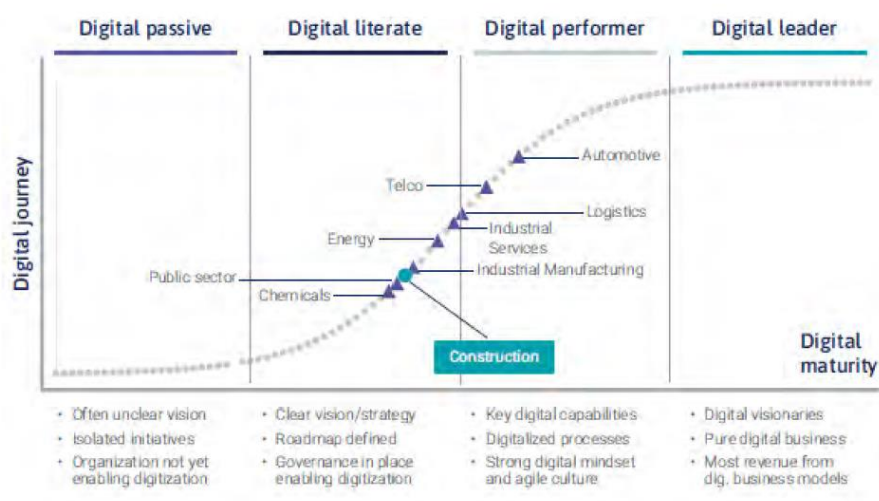 Digital passive
Digital literate
Digital performer
Digital leader
Digital journey
Automotive
Telco
Logistics
Industrial
Services
Energy
Industrial Manufacturing
Public sector
Chemicals
Construction
Digital
maturity
• Often unclear vision
• Isolated initiatives
• Organization not yet
enabling digitization
• Clear vision/strategy
• Roadmap defined
• Governance in place
enabling digitization
• Key digital capabilities
• Digitalized processes
• Strong digital mindset
and agile culture
• Digital visionaries
• Pure digital business
• Most revenue from
dig. business models